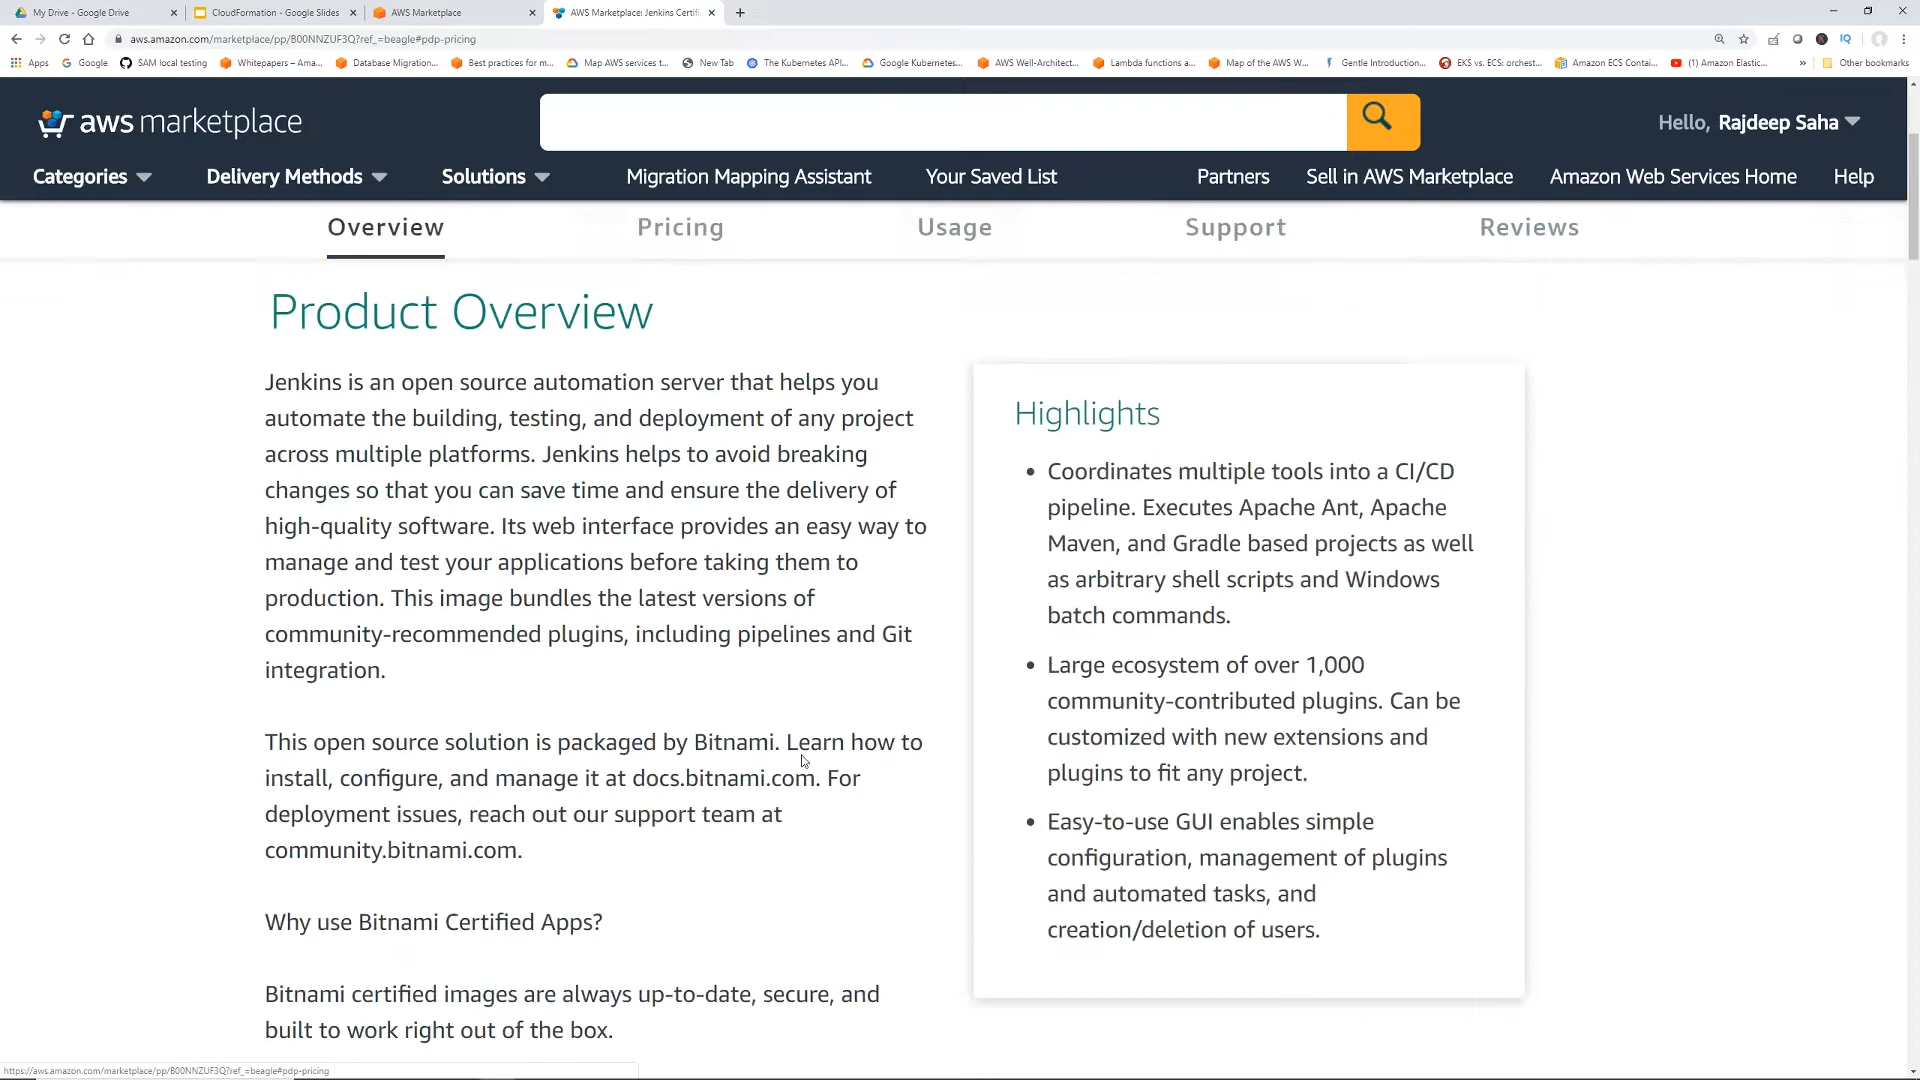 My Drive - Google Drive
CloudFormation - Google Slides
AWS Marketplace
AWS Marketplace: Jenkins Certifi
aws.amazon.com/marketplace/pp/B00NNZUF3Q?ref_=beagle#pdp-pricing
IQ
Apps
Google
SAM local testing
Whitepapers – Ama...
Database Migration...
Best practices for m...
Map AWS services t...
New Tab
The Kubernetes API...
Google Kubernetes...
AWS Well-Architect...
Lambda functions a...
Map of the AWS W...
Gentle Introduction...
EKS vs. ECS: orchest...
Amazon ECS Contai...
(1) Amazon Elastic...
»
Other bookmarks
aws marketplace
Hello, Rajdeep Saha
Categories
Delivery Methods
Solutions
Migration Mapping Assistant
Your Saved List
Partners
Sell in AWS Marketplace
Amazon Web Services Home
Help
Overview
Pricing
Usage
Support
Reviews
Product Overview
Jenkins is an open source automation server that helps you
automate the building, testing, and deployment of any project
across multiple platforms. Jenkins helps to avoid breaking
changes so that you can save time and ensure the delivery of
high-quality software. Its web interface provides an easy way to
manage and test your applications before taking them to
production. This image bundles the latest versions of
community-recommended plugins, including pipelines and Git
integration.
This open source solution is packaged by Bitnami. Learn how to
install, configure, and manage it at docs.bitnami.com. For
deployment issues, reach out our support team at
community.bitnami.com.
Why use Bitnami Certified Apps?
Bitnami certified images are always up-to-date, secure, and
built to work right out of the box.
Highlights
• Coordinates multiple tools into a CI/CD
pipeline. Executes Apache Ant, Apache
Maven, and Gradle based projects as well
as arbitrary shell scripts and Windows
batch commands.
• Large ecosystem of over 1,000
community-contributed plugins. Can be
customized with new extensions and
plugins to fit any project.
• Easy-to-use GUI enables simple
configuration, management of plugins
and automated tasks, and
creation/deletion of users.
https://aws.amazon.com/marketplace/pp/B00NNZUF3Q?ref_=beagle#pdp-pricing